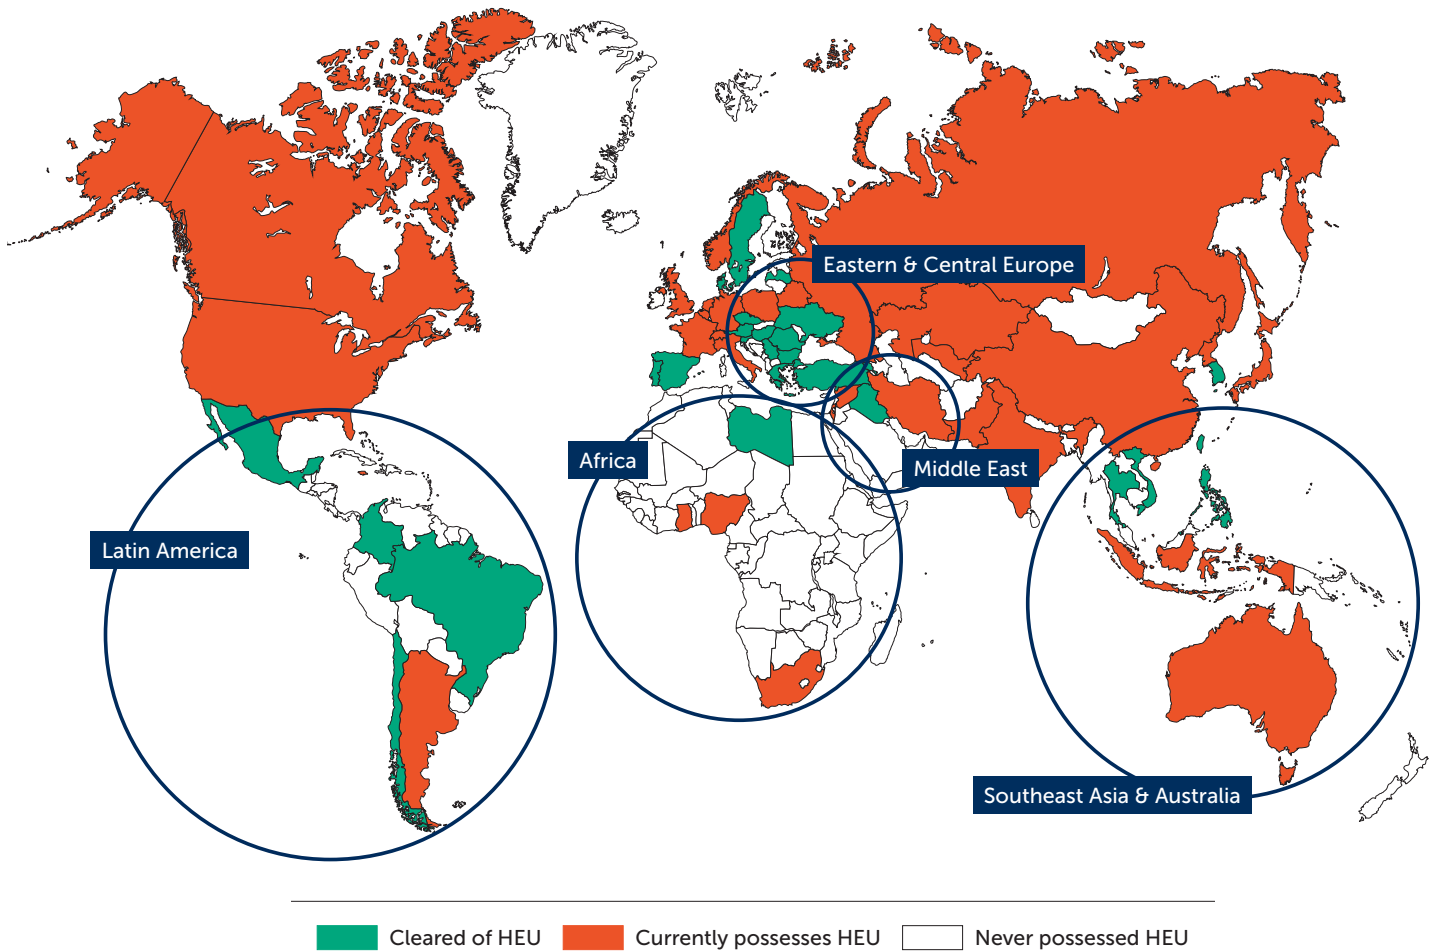 Eastern & Central Europe
Africa
Middle East
Latin America
Southeast Asia & Australia
Cleared of HEU
Currently possesses HEU
Never possessed HEU